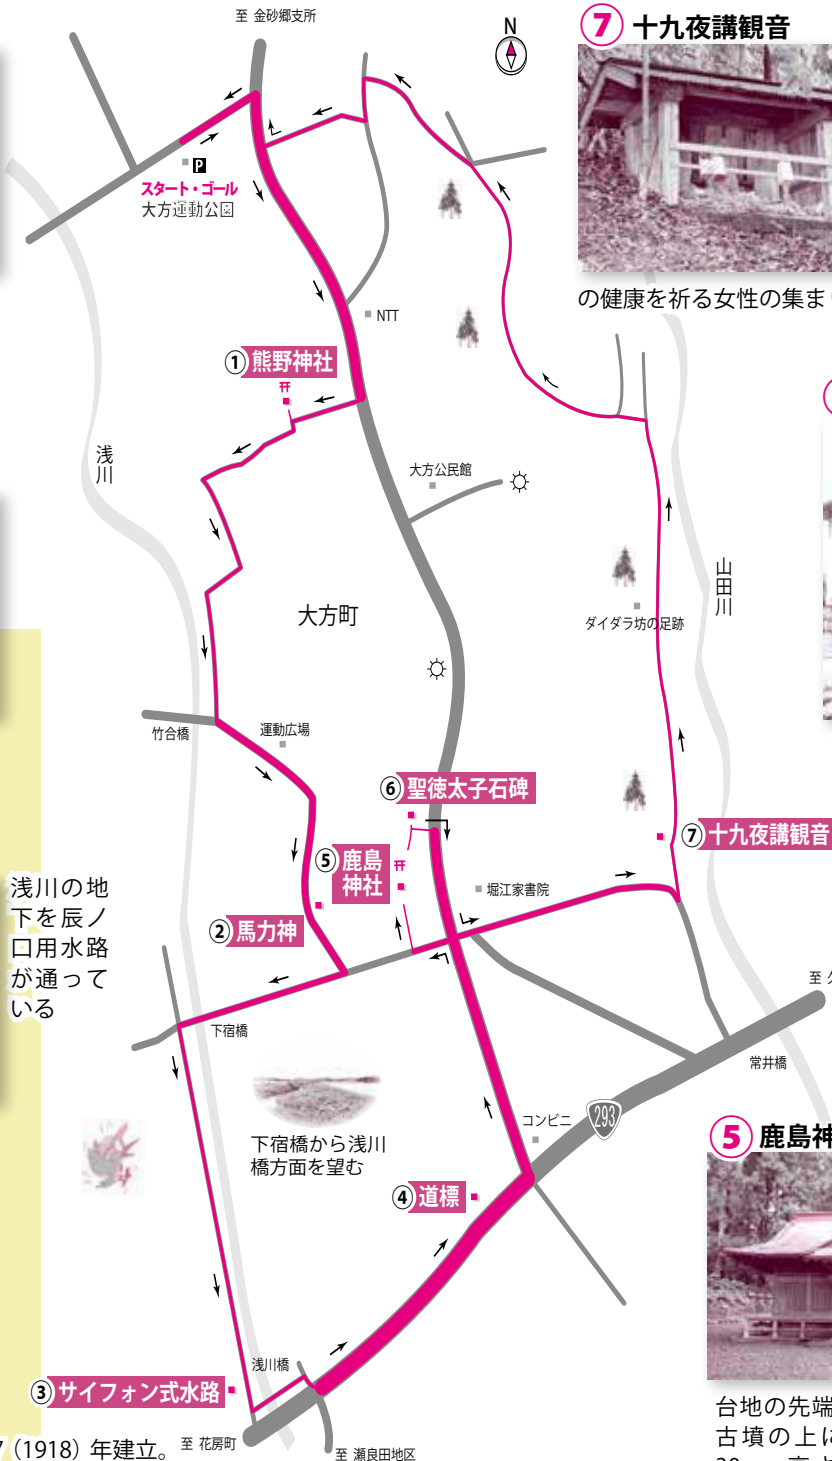 至 金砂郷支所
N
⑦ 十九夜講観音
P
スタート・ゴール
大方運動公園
の健康を祈る女性の集ま
NTT
① 熊野神社
浅川
大方公民館
山田川
大方町
ダイダラ坊の足跡
竹合橋
運動広場
⑥ 聖徳太子石碑
⑦ 十九夜講観音
⑤ 鹿島
神社
堀江家書院
② 馬力神
浅川の地
下を辰ノ
口用水路
が通って
いる
至
下宿橋
常井橋
コンビニ
293
下宿橋から浅川
橋方面を望む
⑤ 鹿島神
④ 道標
浅川橋
③ サイフォン式水路
台地の先端
古墳の上に
7（1918）年建立。
至 花房町
至 瀬良田地区